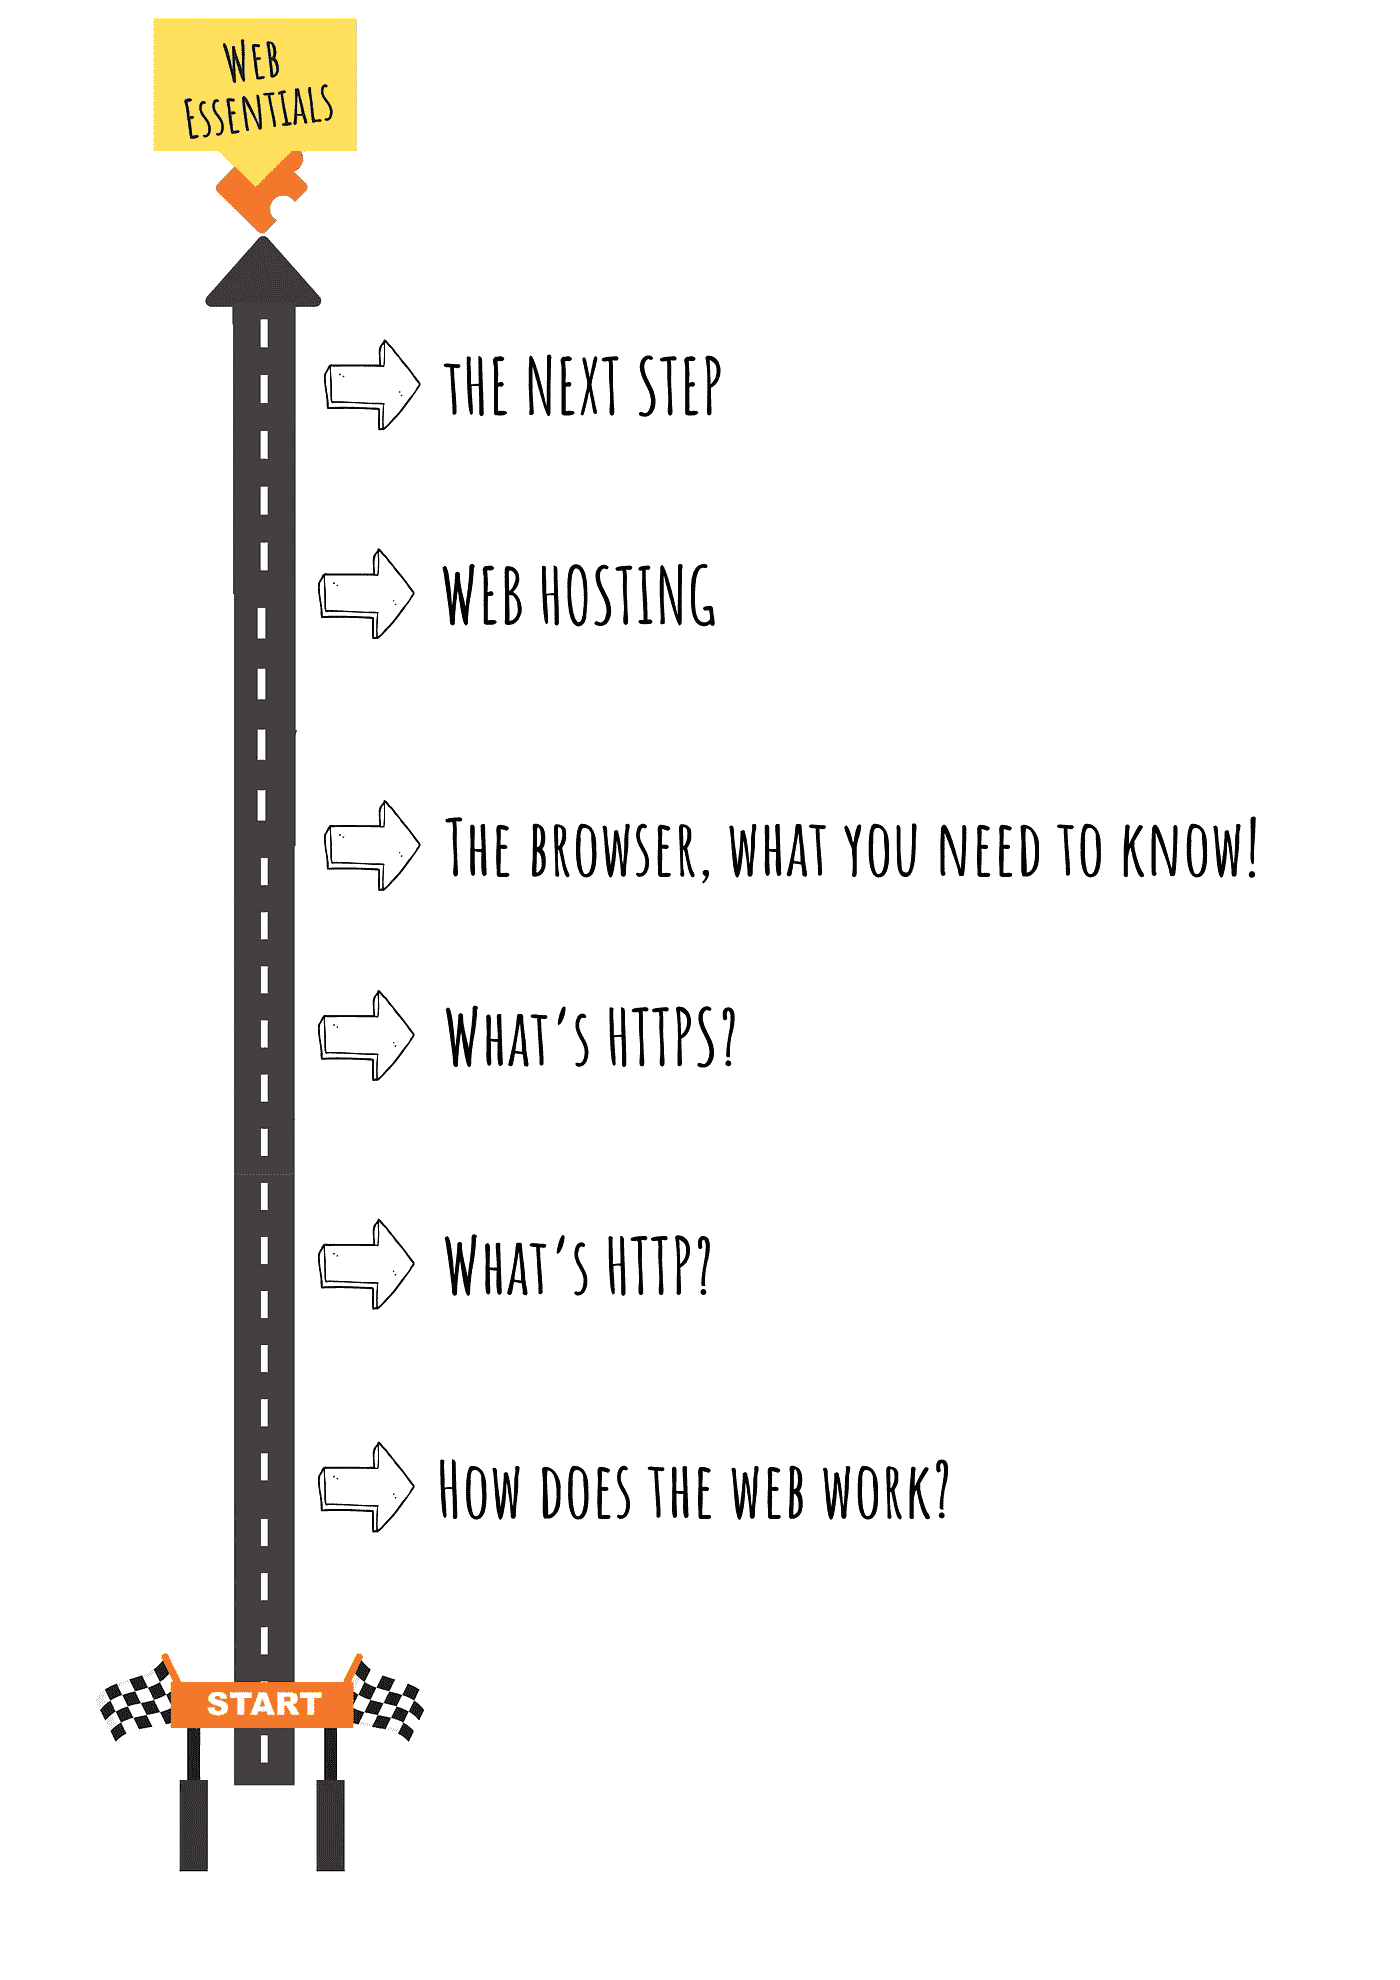 WEB
ESSENTIALS
THE NEXT STEP
WEB HOSTING
THE BROWSER, WHAT YOU NEED TO KNOW!
WHAT'S HTTPS?
WHAT'S HTTP?
HOW DOES THE WEB WORK?
START